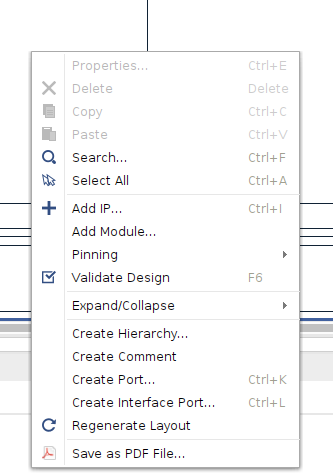 Properties... Ctrl+E
Delete Delete
Copy Ctrl+C
Paste Ctrl+V
Search... Ctrl+F
Select All Ctrl+A
Add IP... Ctrl+I
Add Module...
Pinning
Validate Design F6
Expand/Collapse
Create Hierarchy...
Create Comment
Create Port... Ctrl+K
Create Interface Port... Ctrl+L
Regenerate Layout
Save as PDF File...